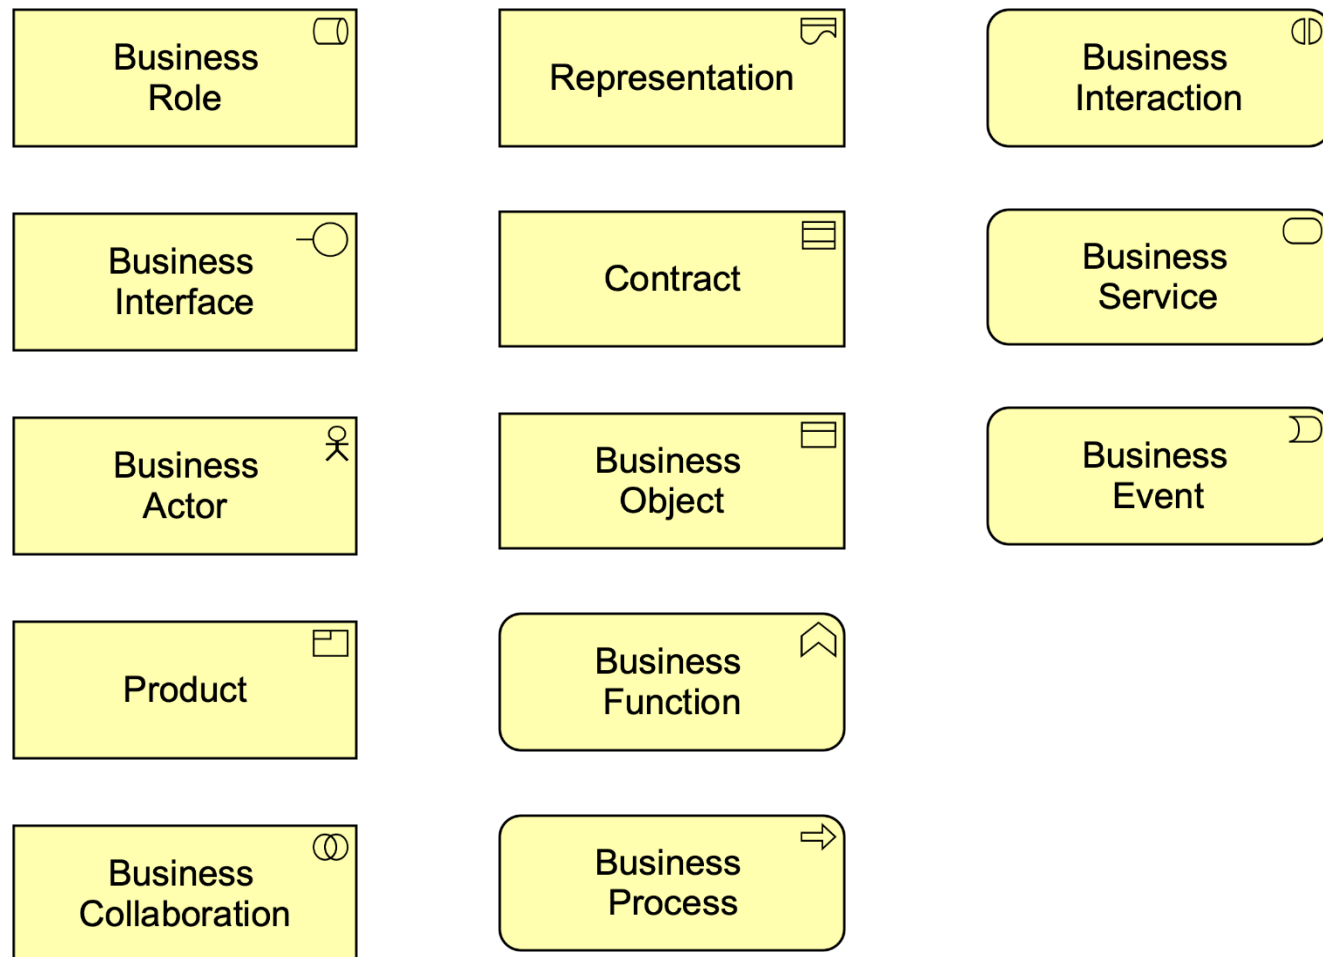 Business
Role
Representation
Business
Interaction
Business
Interface
Contract
Business
Service
Business
Actor
Business
Object
Business
Event
Product
Business
Function
Business
Collaboration
Business
Process